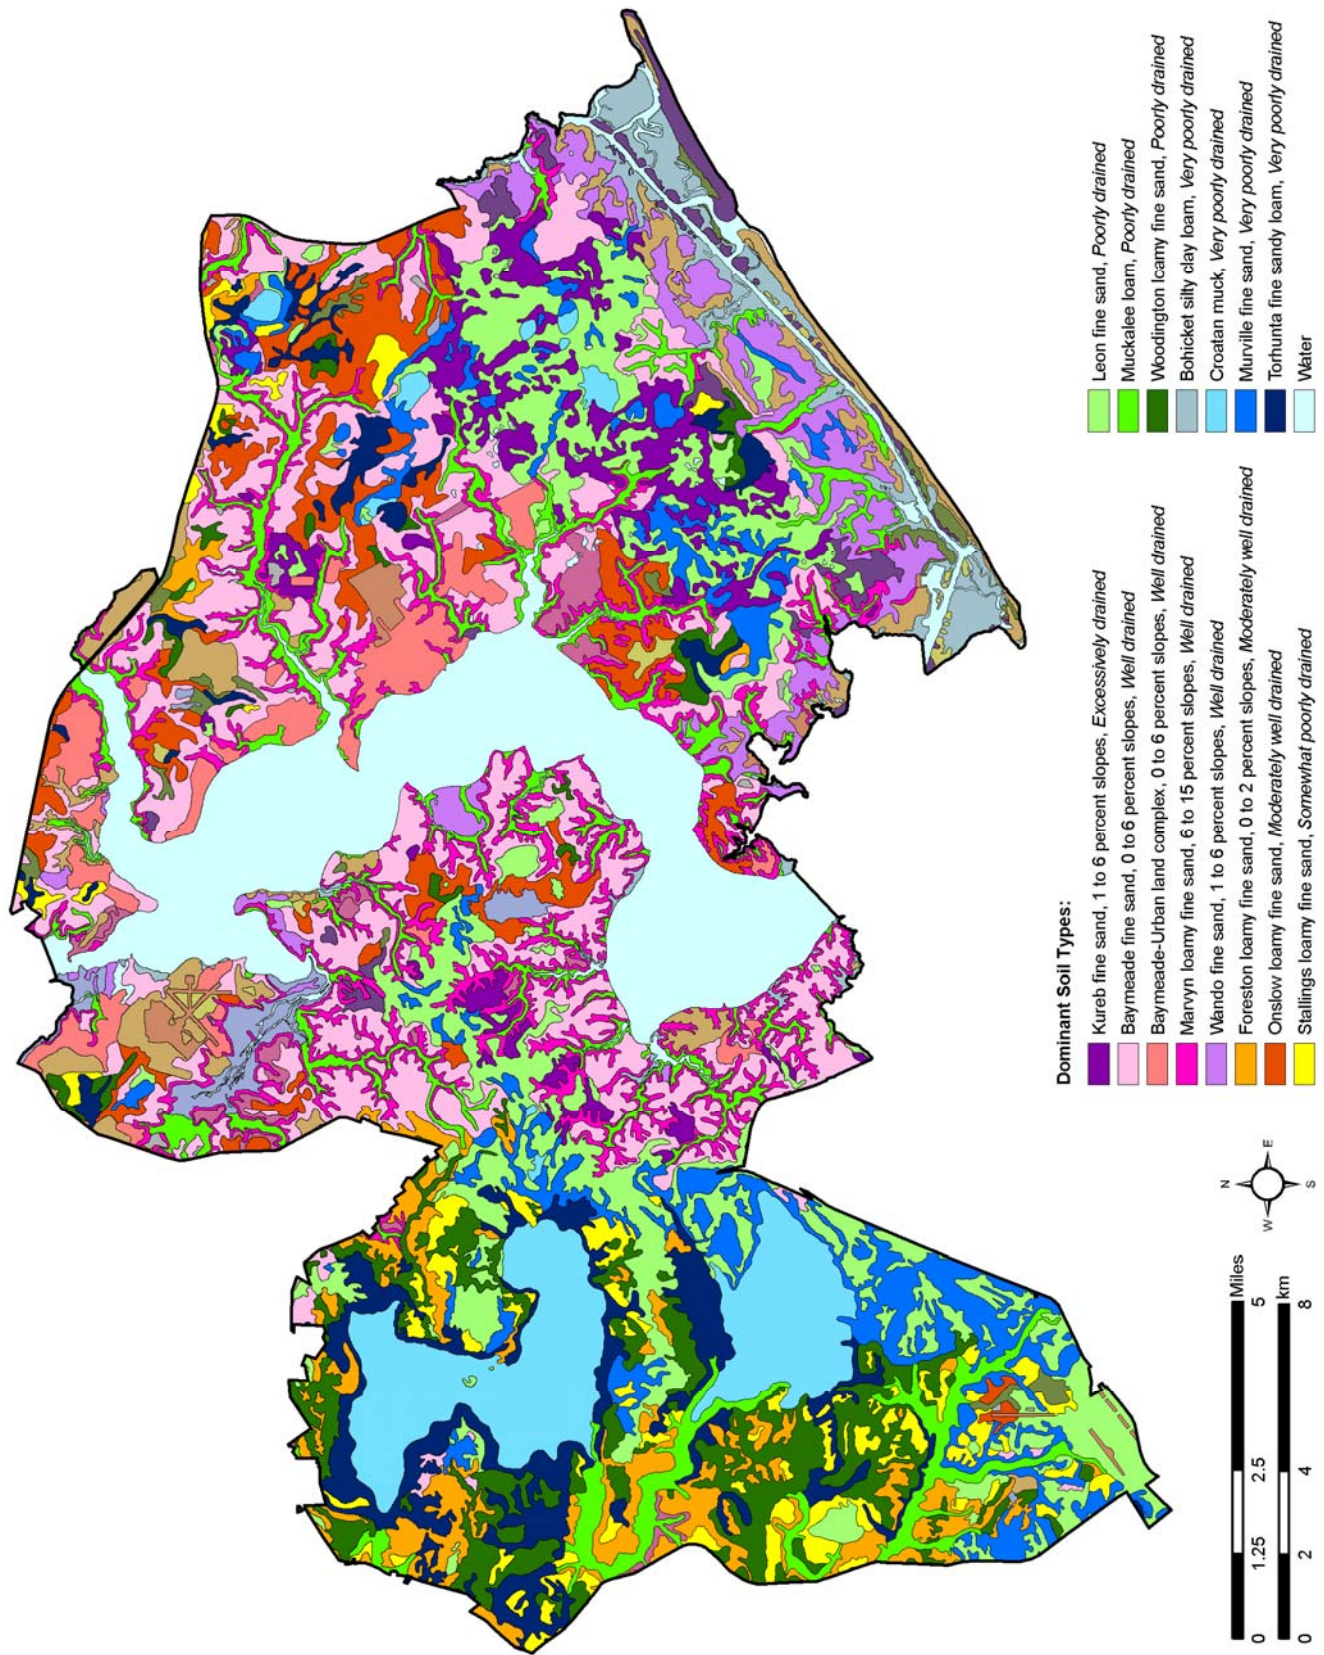 Dominant Soil Types:
Kureb fine sand, 1 to 6 percent slopes, Excessively drained
Baymeade fine sand, 0 to 6 percent slopes, Well drained
Baymeade-Urban land complex, 0 to 6 percent slopes, Well drained
Marvyn loamy fine sand, 6 to 15 percent slopes, Well drained
Wando fine sand, 1 to 6 percent slopes, Well drained
Foreston loamy fine sand, 0 to 2 percent slopes, Moderately well drained
Onslow loamy fine sand, Moderately well drained
Stallings loamy fine sand, Somewhat poorly drained
Leon fine sand, Poorly drained
Muckalee loam, Poorly drained
Woodington loamy fine sand, Poorly drained
Bohicket silty clay loam, Very poorly drained
Croatan muck, Very poorly drained
Murville fine sand, Very poorly drained
Torhunta fine sandy loam, Very poorly drained
Water
N
W E
S
0 1.25 2.5 5 Miles
0 2 4 8 km